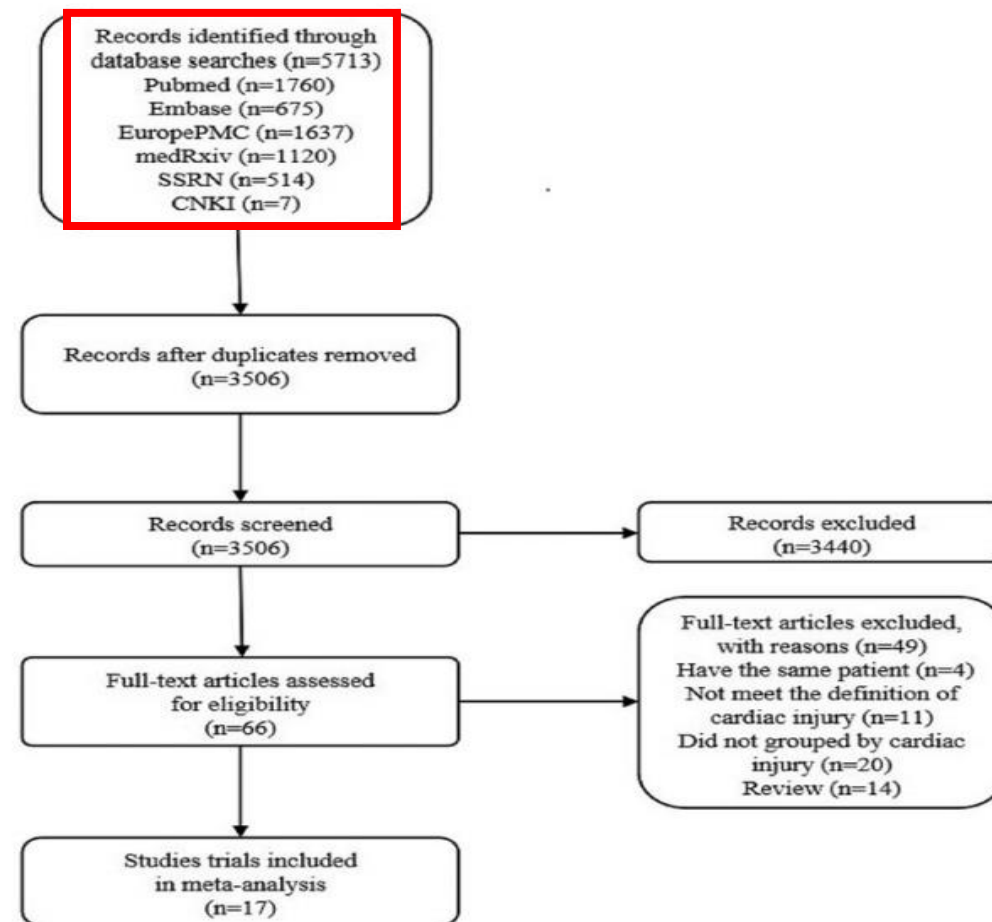 Records identified through
database searches (n=5713)
Pubmed (n=1760)
Embase (n=675)
EuropePMC (n=1637)
medRxiv (n=1120)
SSRN (n=514)
CNKI (n=7)
Records after duplicates removed
(n=3506)
Records screened
(n=3506)
Records excluded
(n=3440)
Full-text articles assessed
for eligibility
(n=66)
Full-text articles excluded,
with reasons (n=49)
Have the same patient (n=4)
Not meet the definition of
cardiac injury (n=11)
Did not grouped by cardiac
injury (n=20)
Review (n=14)
Studies trials included
in meta-analysis
(n=17)